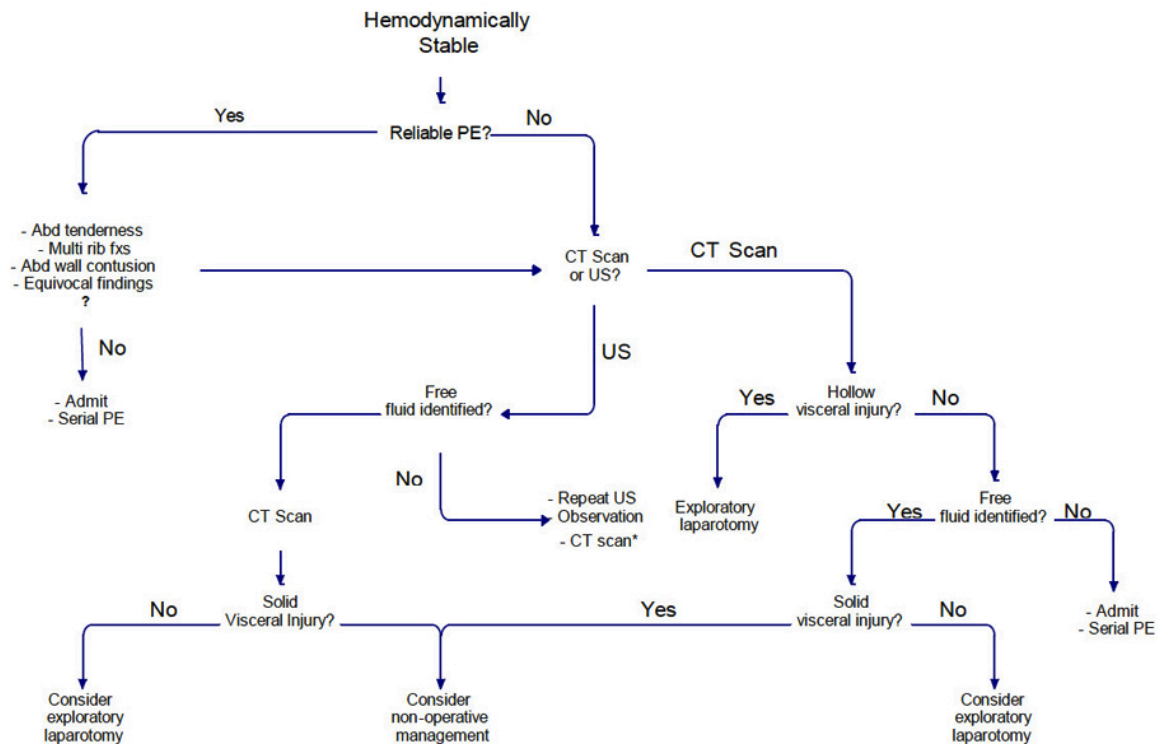 Hemodynamically
Stable
Yes
Reliable PE?
No
- Abd tenderness
- Multi rib fxs
- Abd wall contusion
- Equivocal findings
?
CT Scan
or US?
CT Scan
No
US
- Admit
- Serial PE
Free
fluid identified?
Yes
Hollow
visceral injury?
No
CT Scan
No
- Repeat US
- Observation
- CT scan*
Exploratory
laparotomy
Yes
Free
fluid identified?
No
No
Solid
Visceral Injury?
Yes
Solid
visceral injury?
No
- Admit
- Serial PE
Consider
exploratory
laparotomy
Consider
non-operative
management
Consider
exploratory
laparotomy